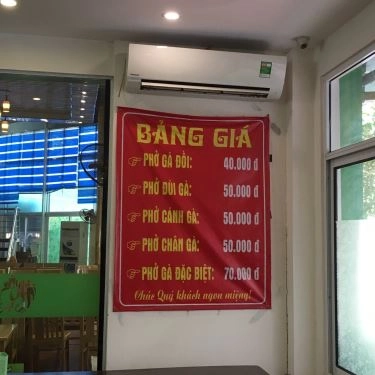 BẢNG GIÁ
PHỞ GÀ ĐÔI: 40.000 đ
PHỞ ĐÙI GÀ: 50.000 đ
PHỞ CÁNH GÀ: 50.000 đ
PHỞ CHÂN GÀ: 50.000 đ
PHỞ GÀ ĐẶC BIỆT: 70.000 đ
Chúc Quý khách ngon miệng!